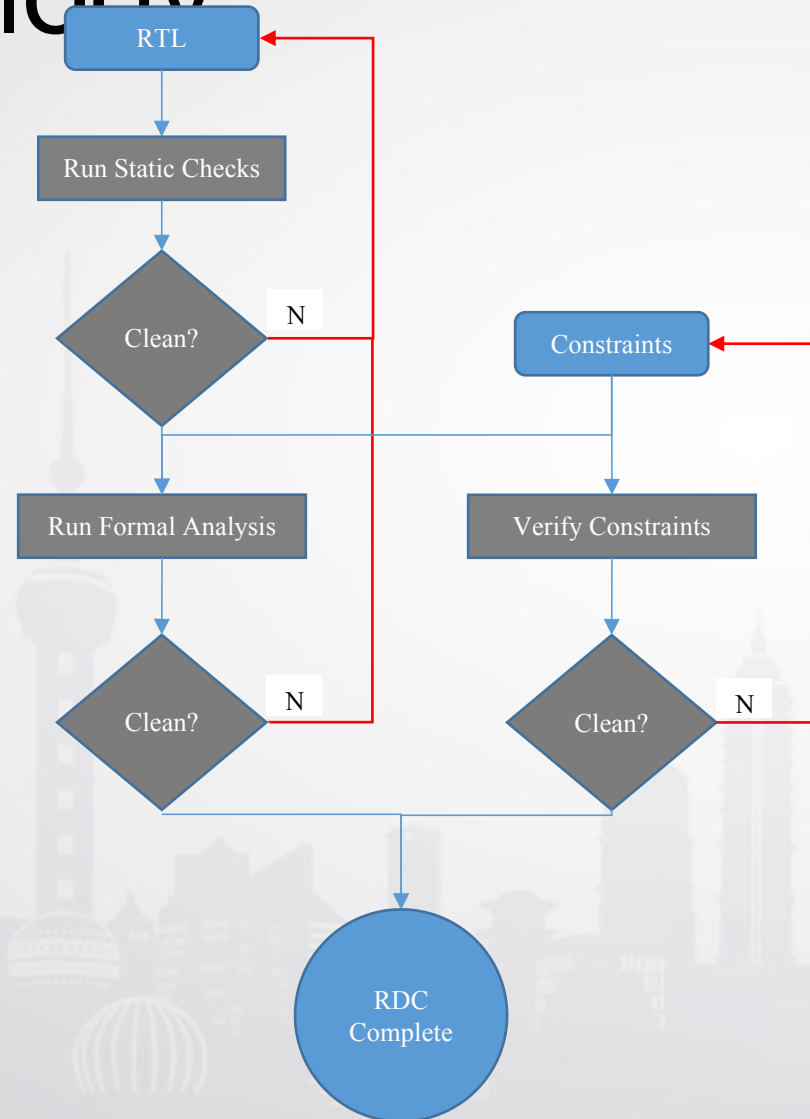 RTL
Run Static Checks
Clean?
N
Constraints
Run Formal Analysis
Verify Constraints
Clean?
N
Clean?
N
RDC
Complete